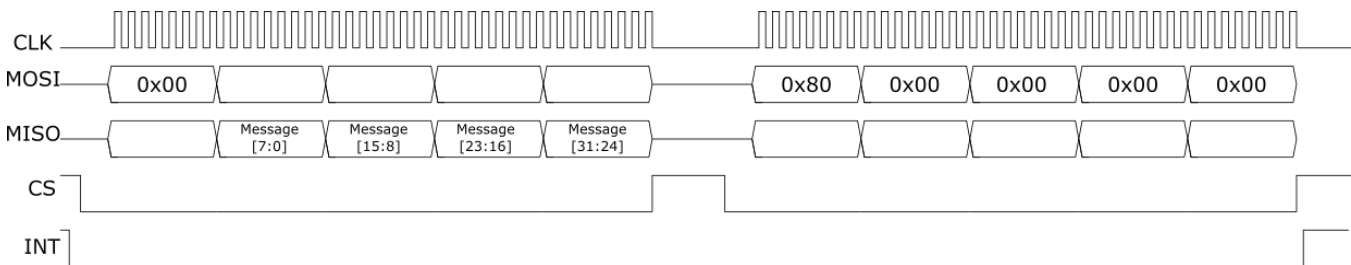 CLK
MOSI 0x00 0x80 0x00 0x00 0x00 0x00
MISO Message [7:0] Message [15:8] Message [23:16] Message [31:24]
CS
INT